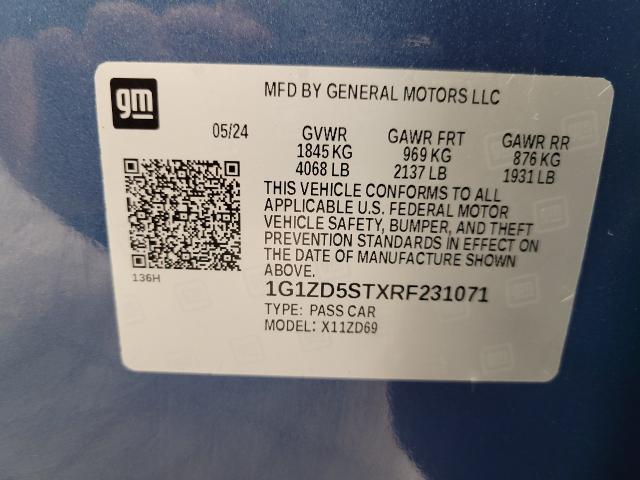 gm
MFD BY GENERAL MOTORS LLC
05/24 GVWR GAWR FRT GAWR RR
1845 KG 969 KG 876 KG
4068 LB 2137 LB 1931 LB
THIS VEHICLE CONFORMS TO ALL
APPLICABLE U.S. FEDERAL MOTOR
VEHICLE SAFETY, BUMPER, AND THEFT
PREVENTION STANDARDS IN EFFECT ON
THE DATE OF MANUFACTURE SHOWN
ABOVE.
136H
1G1ZD5STXRF231071
TYPE: PASS CAR
MODEL: X11ZD69